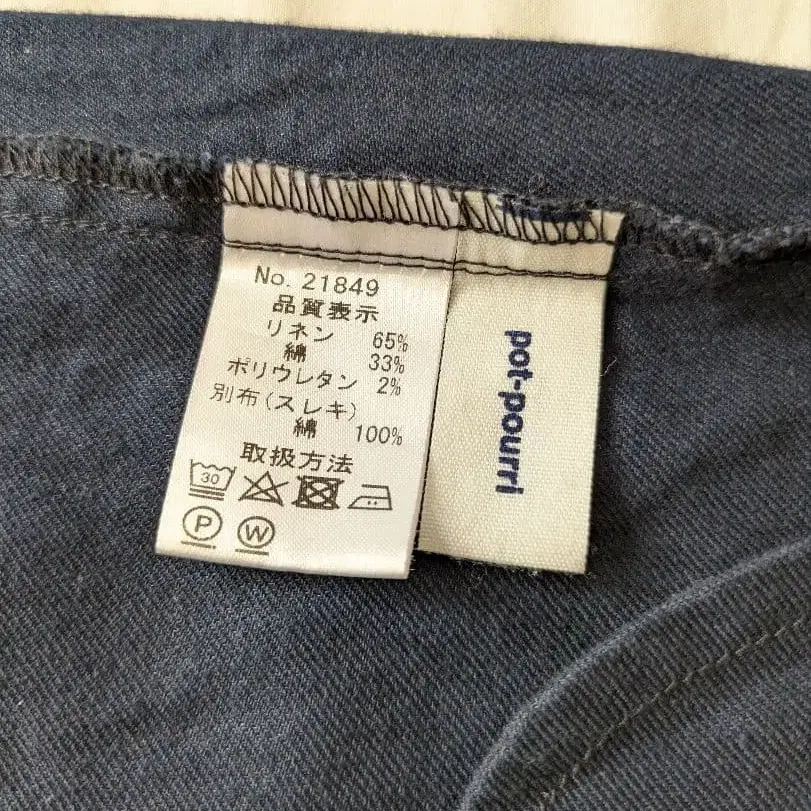 No. 21849
品質表示
リネン 65%
綿 33%
ポリウレタン 2%
別布(スレキ)
綿 100%
取扱方法
30
P W
pot-pourri